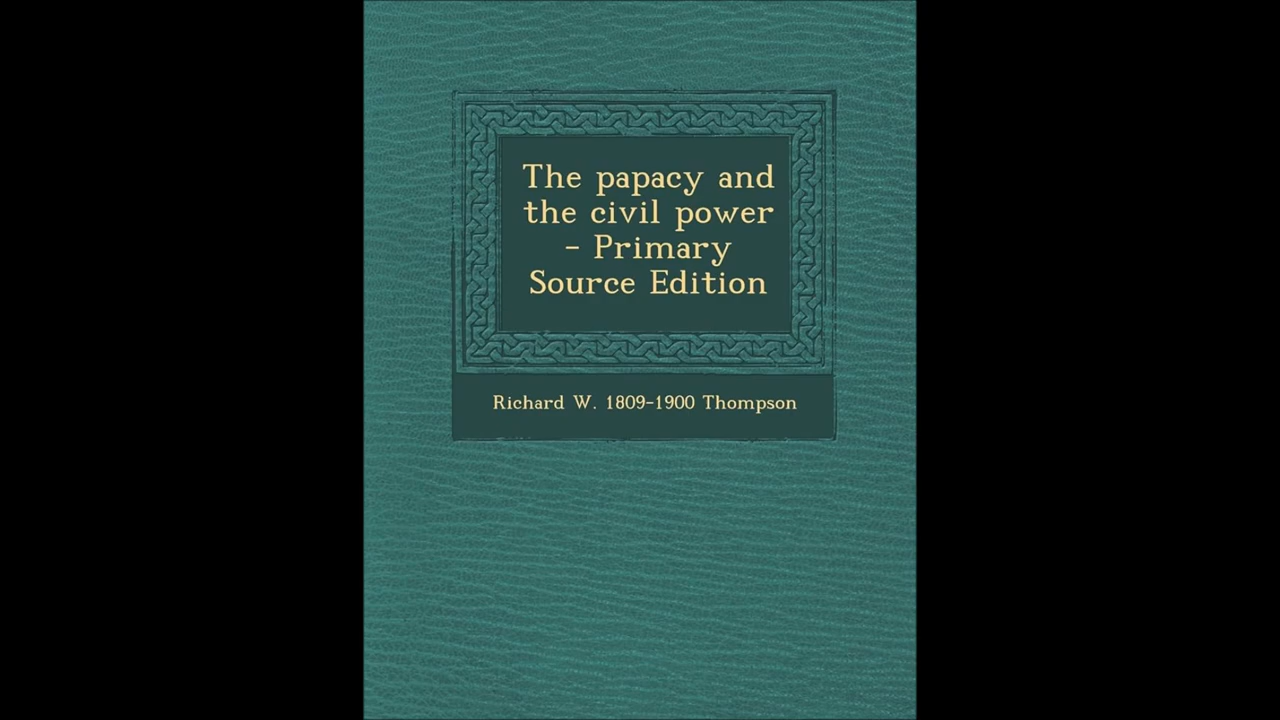 The papacy and
the civil power
- Primary
Source Edition
Richard W. 1809-1900 Thompson